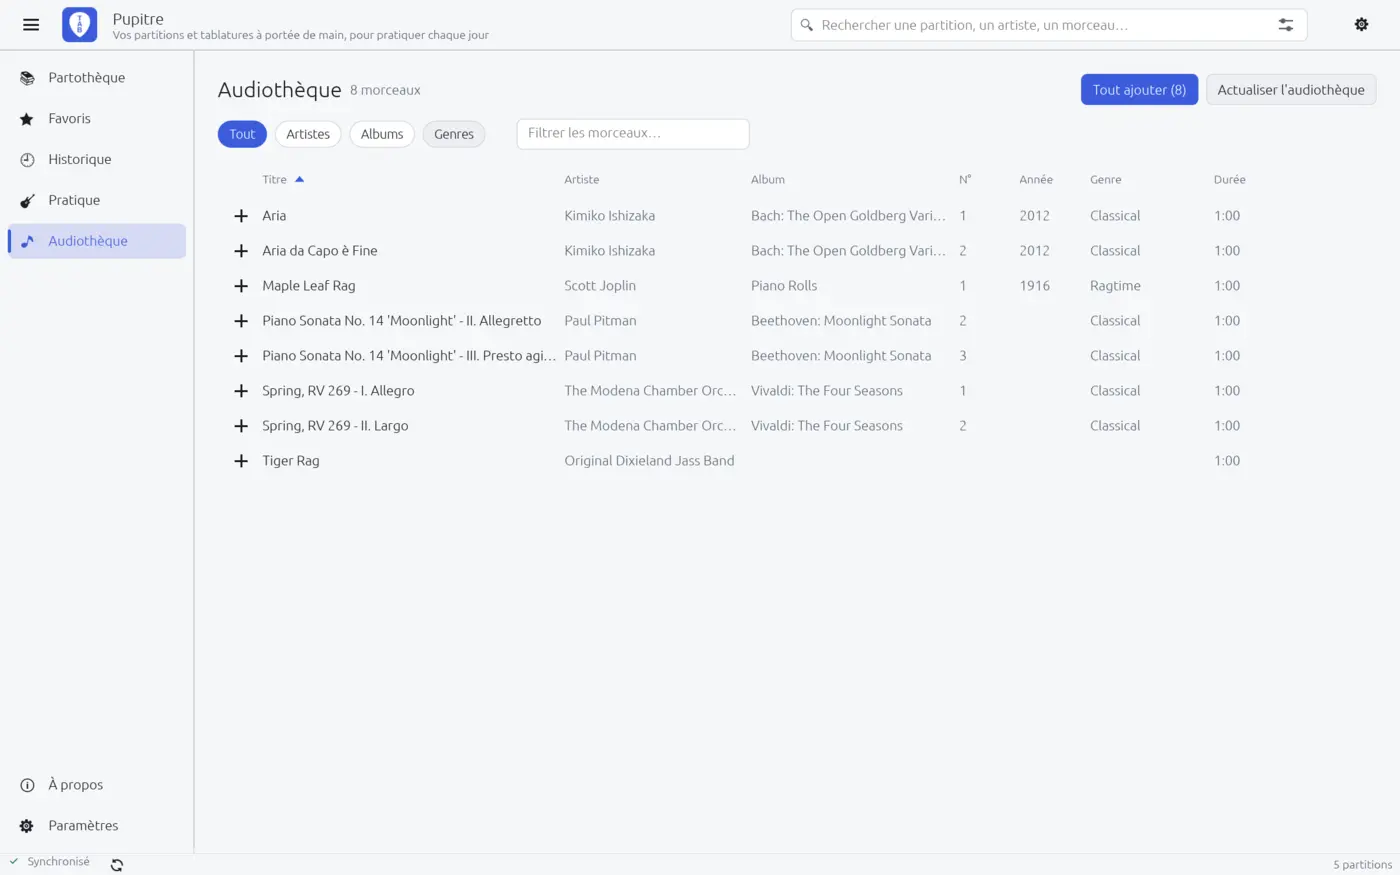 Pupitre
Vos partitions et tablatures à portée de main, pour pratiquer chaque jour
TAB
Rechercher une partition, un artiste, un morceau…
Partothèque
Favoris
Historique
Pratique
Audiothèque
À propos
Paramètres
Audiothèque 8 morceaux
Tout ajouter (8) Actualiser l'audiothèque
Tout Artistes Albums Genres Filtrer les morceaux…
Titre Artiste Album N° Année Genre Durée
Aria Kimiko Ishizaka Bach: The Open Goldberg Vari… 1 2012 Classical 1:00
Aria da Capo è Fine Kimiko Ishizaka Bach: The Open Goldberg Vari… 2 2012 Classical 1:00
Maple Leaf Rag Scott Joplin Piano Rolls 1 1916 Ragtime 1:00
Piano Sonata No. 14 'Moonlight' - II. Allegretto Paul Pitman Beethoven: Moonlight Sonata 2 Classical 1:00
Piano Sonata No. 14 'Moonlight' - III. Presto agi… Paul Pitman Beethoven: Moonlight Sonata 3 Classical 1:00
Spring, RV 269 - I. Allegro The Modena Chamber Orc… Vivaldi: The Four Seasons 1 Classical 1:00
Spring, RV 269 - II. Largo The Modena Chamber Orc… Vivaldi: The Four Seasons 2 Classical 1:00
Tiger Rag Original Dixieland Jass Band 1:00
Synchronisé
5 partitions